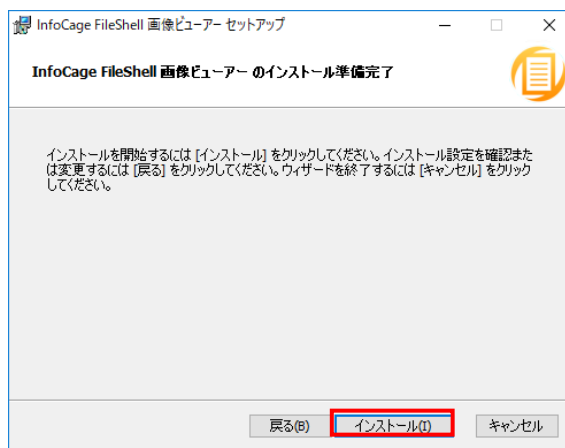 InfoCage FileShell 画像ビューアー セットアップ
InfoCage FileShell 画像ビューアー のインストール準備完了
インストールを開始するには [インストール] をクリックしてください。インストール設定を確認また
は変更するには [戻る] をクリックしてください。ウィザードを終了するには [キャンセル] をクリック
してください。
戻る(B) インストール(I) キャンセル